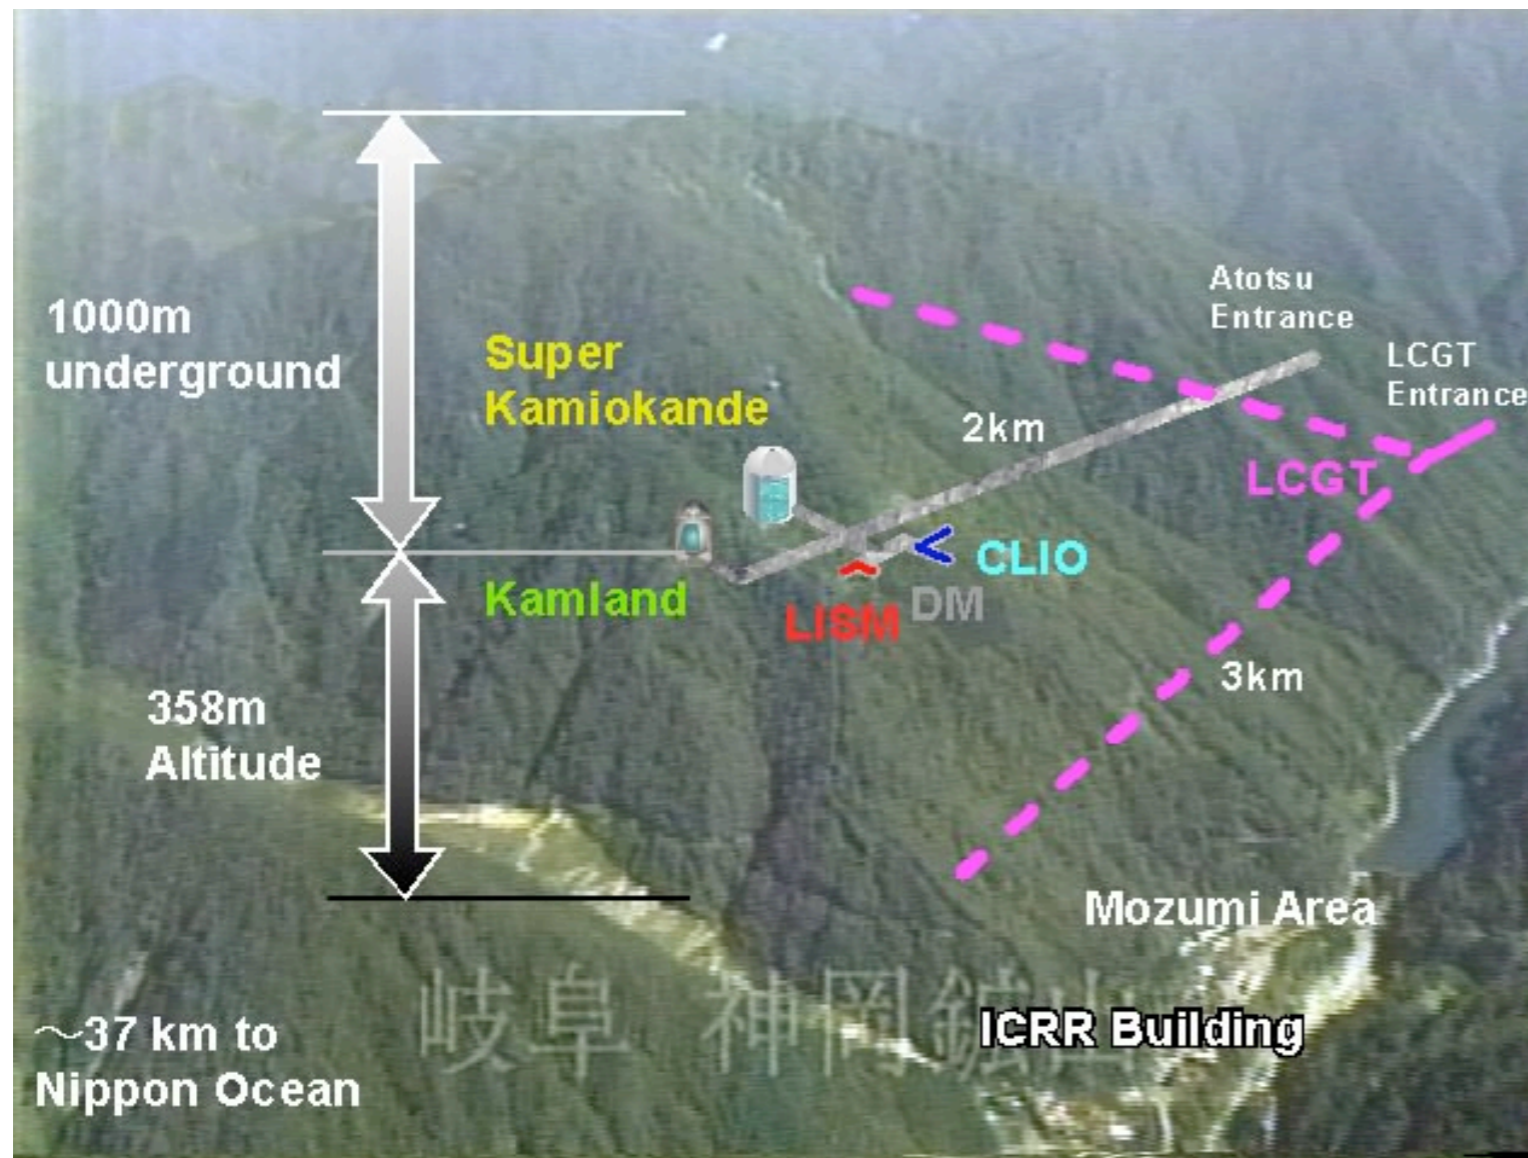 Atotsu
Entrance
1000m
underground
Super
Kamiokande
LCGT
Entrance
2km
LCGT
CLIO
Kamland
LISM
DM
3km
358m
Altitude
Mozumi Area
岐阜 神岡鉱山
ICRR Building
～37 km to
Nippon Ocean